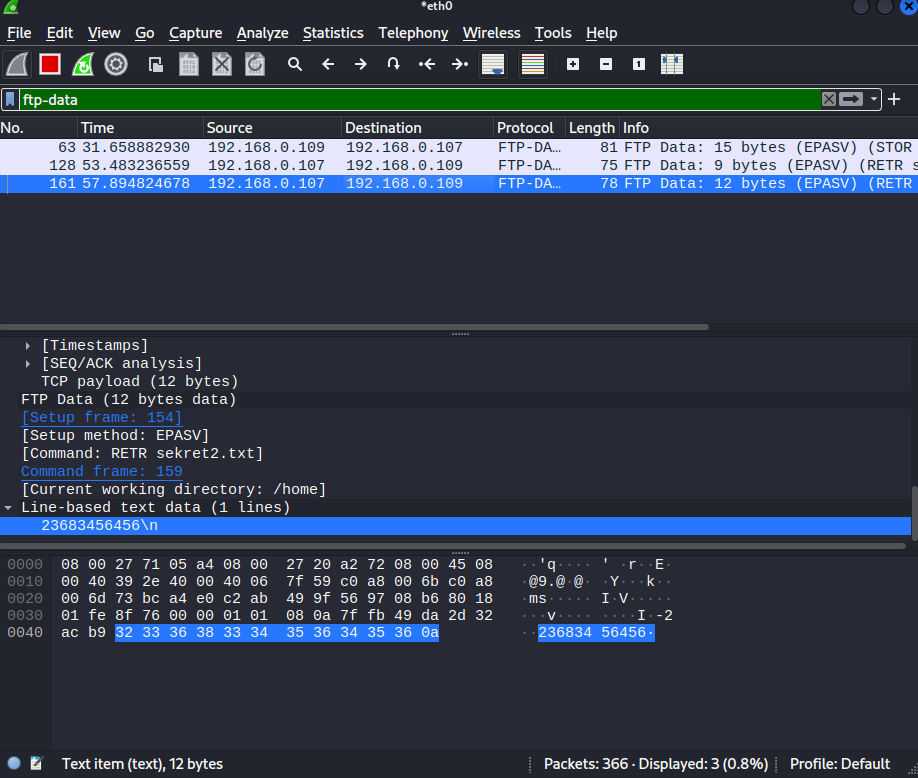 *eth0
File Edit View Go Capture Analyze Statistics Telephony Wireless Tools Help
ftp-data
No. Time Source Destination Protocol Length Info
63 31.658882930 192.168.0.109 192.168.0.107 FTP-DA… 81 FTP Data: 15 bytes (EPASV) (STOR
128 53.483236559 192.168.0.107 192.168.0.109 FTP-DA… 75 FTP Data: 9 bytes (EPASV) (RETR s
161 57.894824678 192.168.0.107 192.168.0.109 FTP-DA… 78 FTP Data: 12 bytes (EPASV) (RETR
[Timestamps]
[SEQ/ACK analysis]
TCP payload (12 bytes)
FTP Data (12 bytes data)
[Setup frame: 154]
[Setup method: EPASV]
[Command: RETR sekret2.txt]
Command frame: 159
[Current working directory: /home]
Line-based text data (1 lines)
23683456456\n
0000 08 00 27 71 05 a4 08 00 27 20 a2 72 08 00 45 08 ··'q···· ' ·r··E·
0010 00 40 39 2e 40 00 40 06 7f 59 c0 a8 00 6b c0 a8 ·@9.@·@· ·Y···k··
0020 00 6d 73 bc a4 e0 c2 ab 49 9f 56 97 08 b6 80 18 ·ms····· I·V·····
0030 01 fe 8f 76 00 00 01 01 08 0a 7f fb 49 da 2d 32 ···v···· ····I·-2
0040 ac b9 32 33 36 38 33 34 35 36 34 35 36 0a ··236834 56456·
Text item (text), 12 bytes Packets: 366 · Displayed: 3 (0.8%) Profile: Default